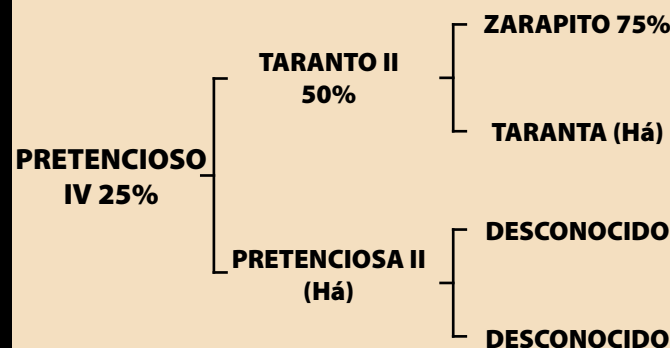 ZARAPITO 75%
TARANTO II
50%
TARANTA (Há)
PRETENCIOSO
IV 25%
DESCONOCIDO
PRETENCIOSA II
(Há)
DESCONOCIDO